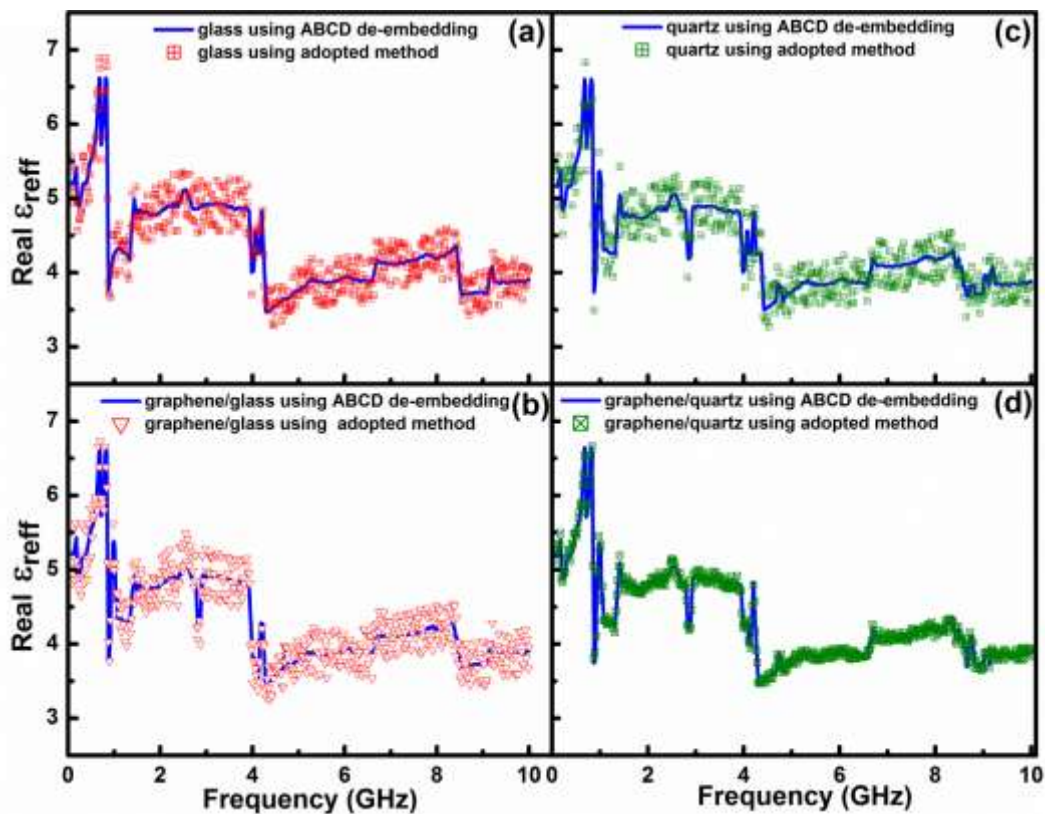 glass using ABCD de-embedding
glass using adopted method
(a)
quartz using ABCD de-embedding
quartz using adopted method
(c)
7
6
5
4
3
Real εreff
graphene/glass using ABCD de-embedding
graphene/glass using adopted method
(b)
graphene/quartz using ABCD de-embedding
graphene/quartz using adopted method
(d)
7
6
5
4
3
Real εreff
0 2 4 6 8 10
0 2 4 6 8 10
Frequency (GHz)
Frequency (GHz)